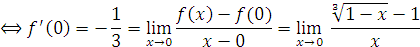 ⇔ f′(0) = −1/3 = lim_{x→0} (f(x) − f(0))/(x − 0) = lim_{x→0} (∛(1 − x) − 1)/x